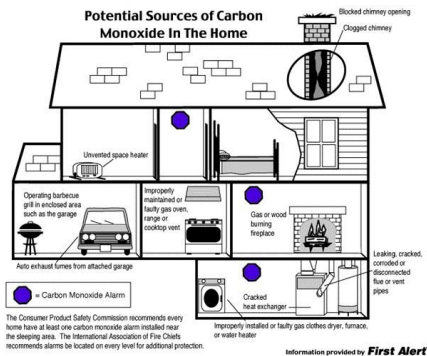 Potential Sources of Carbon
Monoxide In The Home
Blocked chimney opening
Clogged chimney
Unvented space heater
Operating barbecue
grill in enclosed area
such as the garage
Improperly
maintained or
faulty gas oven,
range or
cooktop vent
Gas or wood
burning
fireplace
Auto exhaust fumes from attached garage
Leaking, cracked,
corroded or
disconnected
flue or vent
pipes
= Carbon Monoxide Alarm
Cracked
heat exchanger
The Consumer Product Safety Commission recommends every
home have at least one carbon monoxide alarm installed near
the sleeping area. The International Association of Fire Chiefs
recommends alarms be located on every level for additional protection.
Improperly installed or faulty gas clothes dryer, furnace,
or water heater
Information provided by First Alert